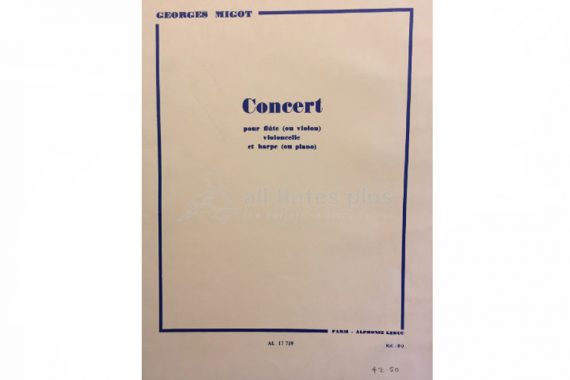 GEORGES MIGOT
Concert
pour flûte (ou violon)
violoncelle
et harpe (ou piano)
all flutes plus
PARIS - ALPHONSE LEDUC
AL 17 719
42 50